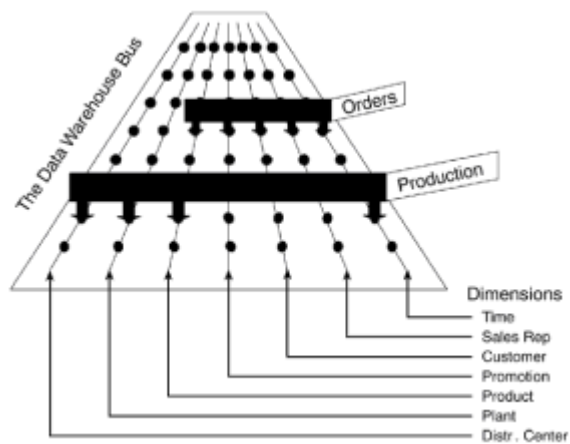 The Data Warehouse Bus
Orders
Production
Dimensions
Time
Sales Rep
Customer
Promotion
Product
Plant
Distr. Center